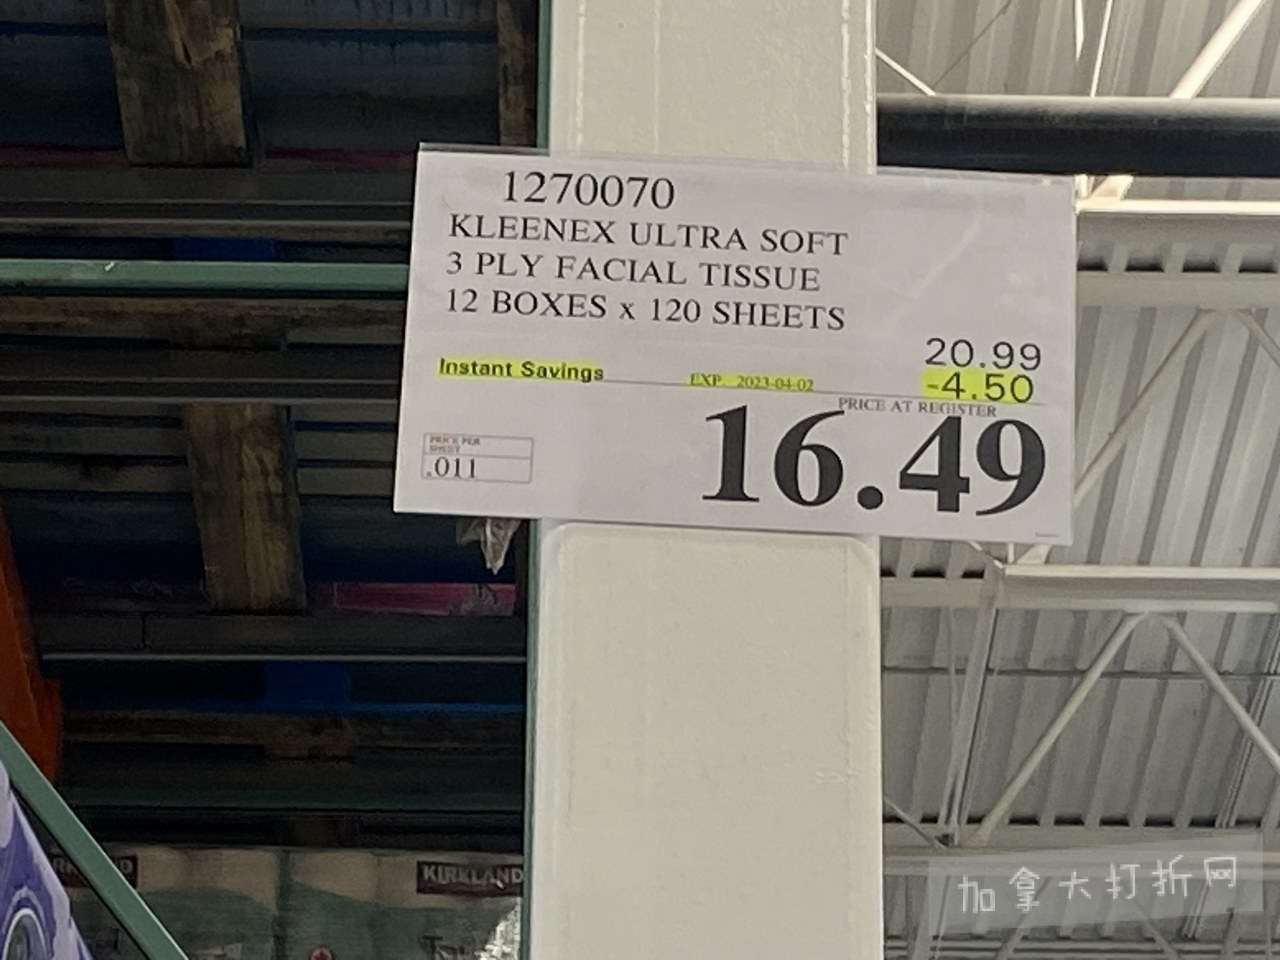 1270070
KLEENEX ULTRA SOFT
3 PLY FACIAL TISSUE
12 BOXES x 120 SHEETS
20.99
Instant Savings EXP. 2023-04-02 -4.50
PRICE AT REGISTER
16.49
PRICE PER
SHEET
.011
KIRKLAND
加拿大打折网